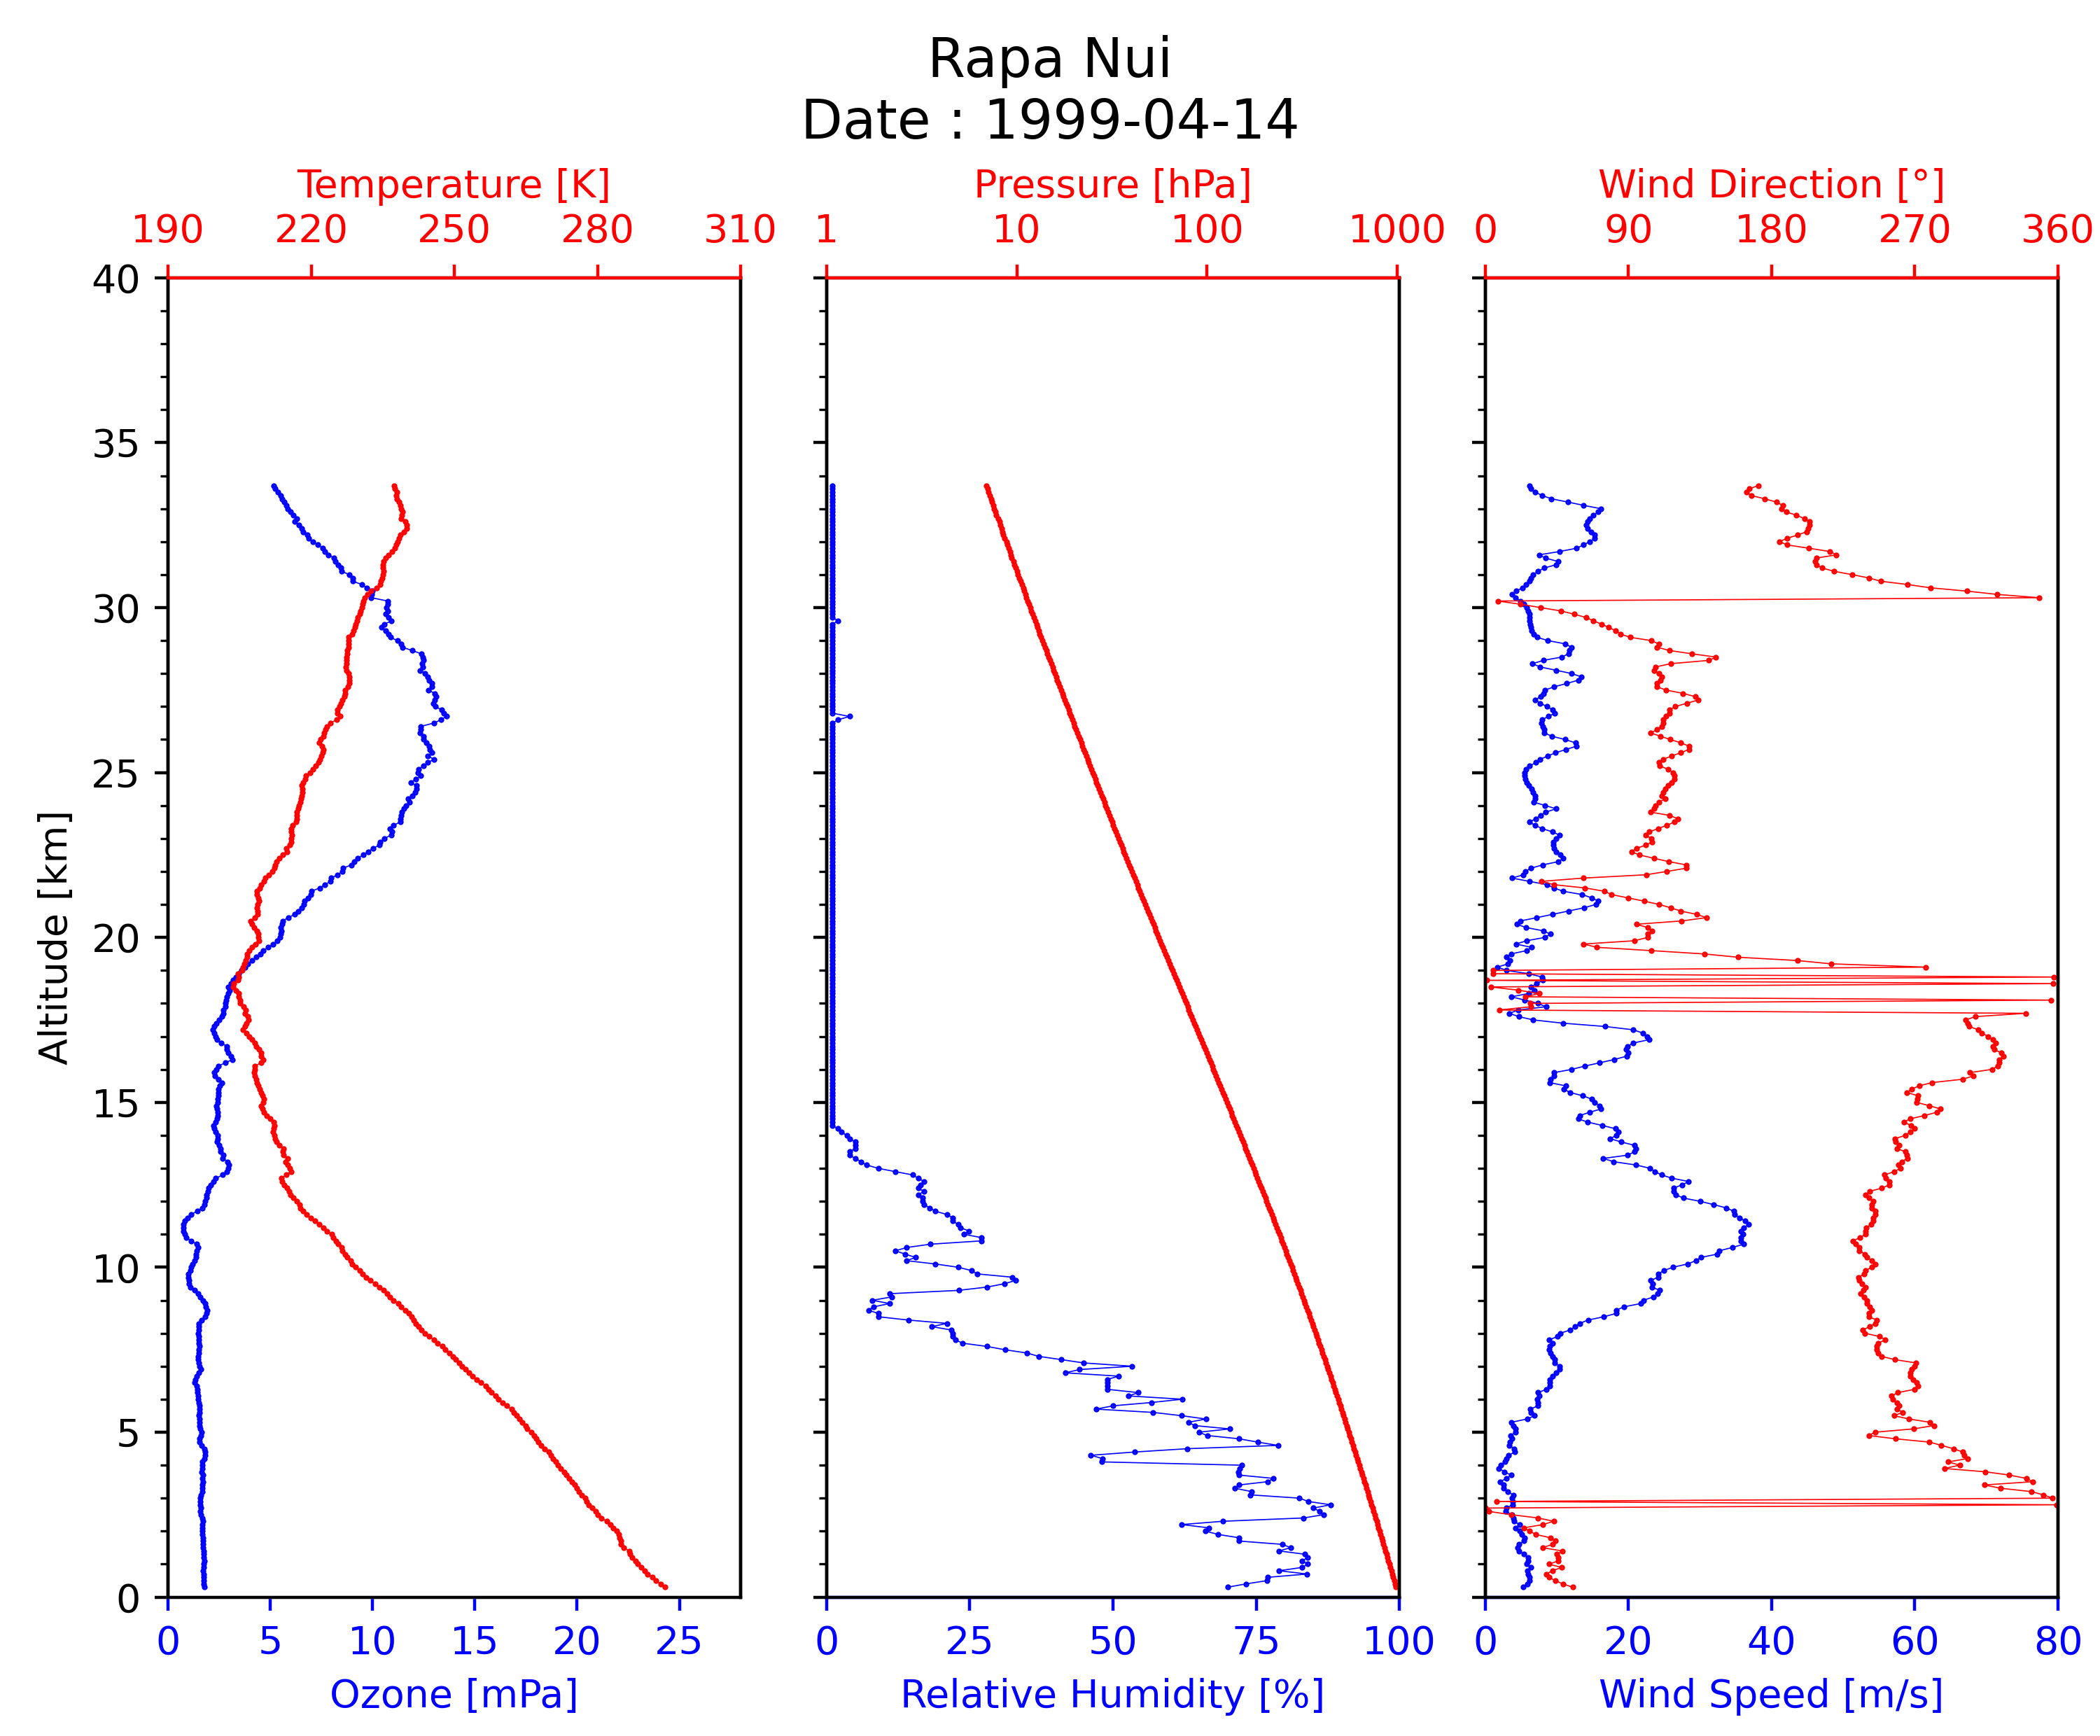 Rapa Nui
Date : 1999-04-14
Temperature [K]
190 220 250 280 310
Pressure [hPa]
1 10 100 1000
Wind Direction [°]
0 90 180 270 360
Altitude [km]
40
35
30
25
20
15
10
5
0
0 5 10 15 20 25
Ozone [mPa]
0 25 50 75 100
Relative Humidity [%]
0 20 40 60 80
Wind Speed [m/s]